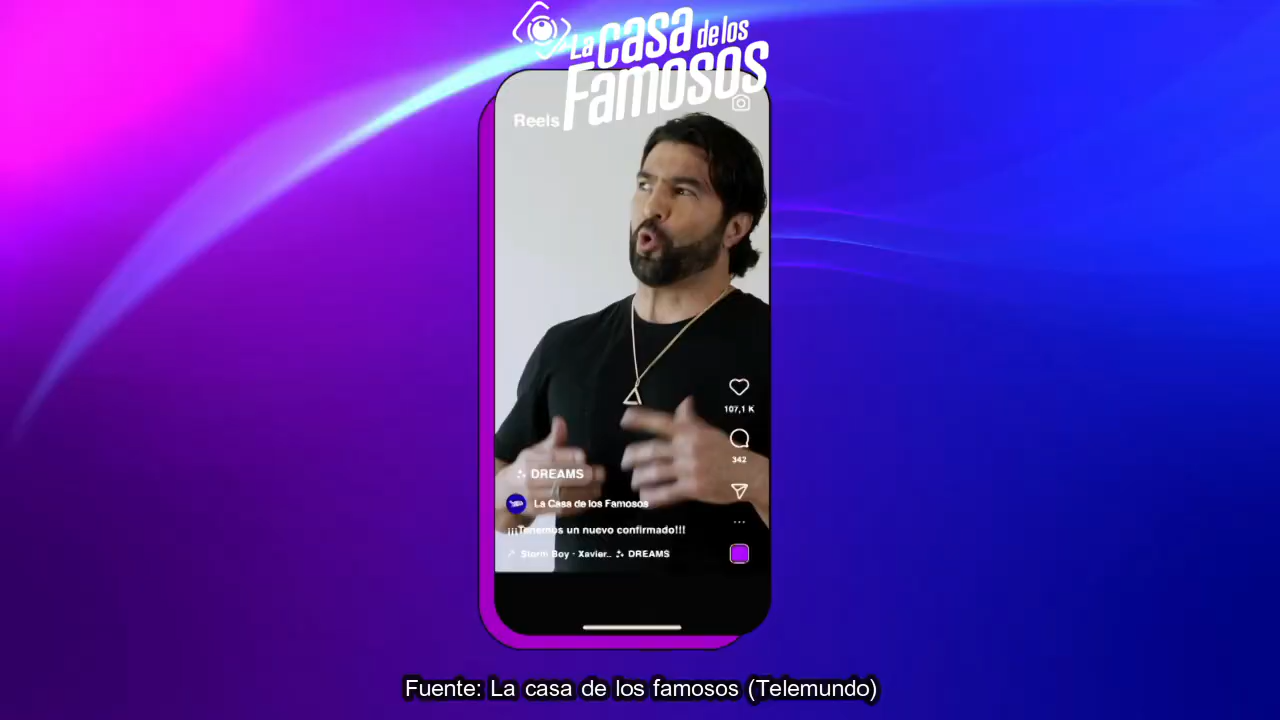 La casa de los
Famosos
Reels
107,1 K
342
DREAMS
La Casa de los Famosos
¡¡¡Tenemos un nuevo confirmado!!!
Storm Boy - Xavier.. DREAMS
Fuente: La casa de los famosos (Telemundo)